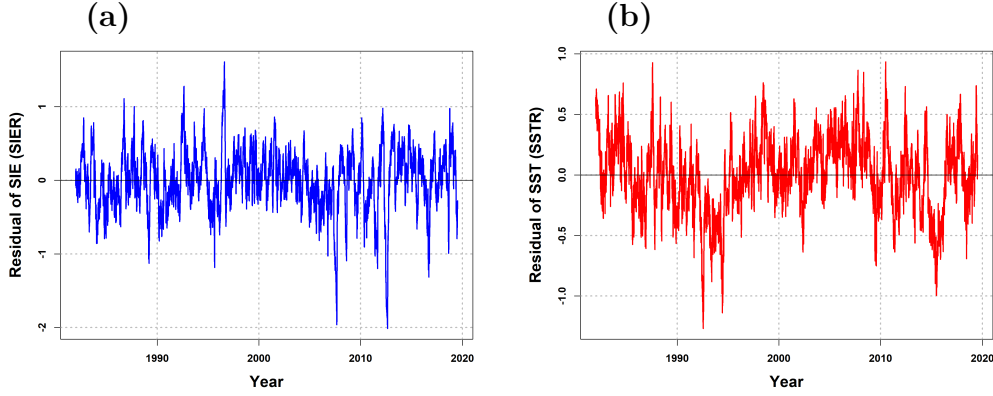 (a)
Residual of SIE (SIER)
1
0
-1
-2
1990
2000
2010
2020
Year
(b)
Residual of SST (SSTR)
1.0
0.5
0.0
-0.5
-1.0
1990
2000
2010
2020
Year